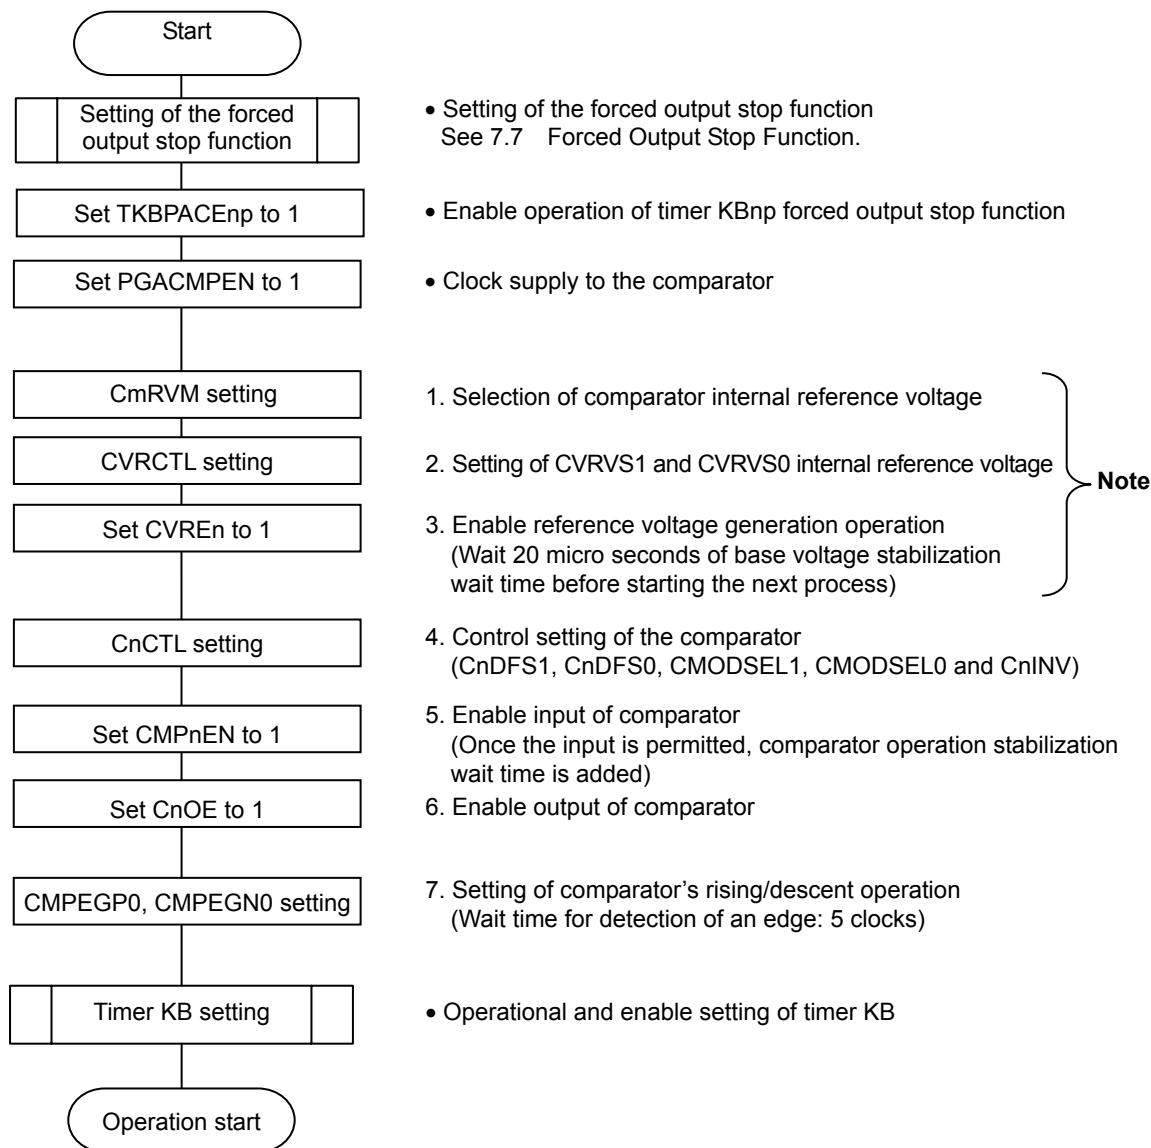 Start
Setting of the forced
output stop function
• Setting of the forced output stop function
See 7.7 Forced Output Stop Function.
Set TKBPACEnp to 1
• Enable operation of timer KBnp forced output stop function
Set PGACMPEN to 1
• Clock supply to the comparator
CmRVM setting
1. Selection of comparator internal reference voltage
CVRCTL setting
2. Setting of CVRVS1 and CVRVS0 internal reference voltage
Note
Set CVREn to 1
3. Enable reference voltage generation operation
(Wait 20 micro seconds of base voltage stabilization
wait time before starting the next process)
CnCTL setting
4. Control setting of the comparator
(CnDFS1, CnDFS0, CMODSEL1, CMODSEL0 and CnINV)
Set CMPnEN to 1
5. Enable input of comparator
(Once the input is permitted, comparator operation stabilization
wait time is added)
Set CnOE to 1
6. Enable output of comparator
CMPEGP0, CMPEGN0 setting
7. Setting of comparator’s rising/descent operation
(Wait time for detection of an edge: 5 clocks)
Timer KB setting
• Operational and enable setting of timer KB
Operation start